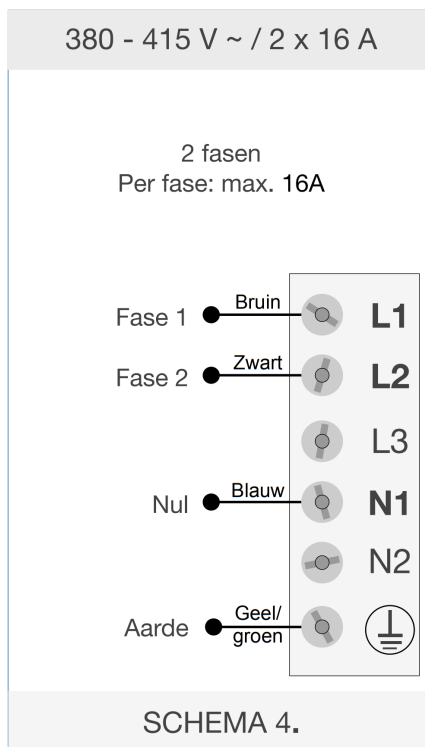 380 - 415 V ~ / 2 x 16 A
2 fasen
Per fase: max. 16A
Fase 1 Bruin L1
Fase 2 Zwart L2
L3
Nul Blauw N1
N2
Aarde Geel/
groen
SCHEMA 4.